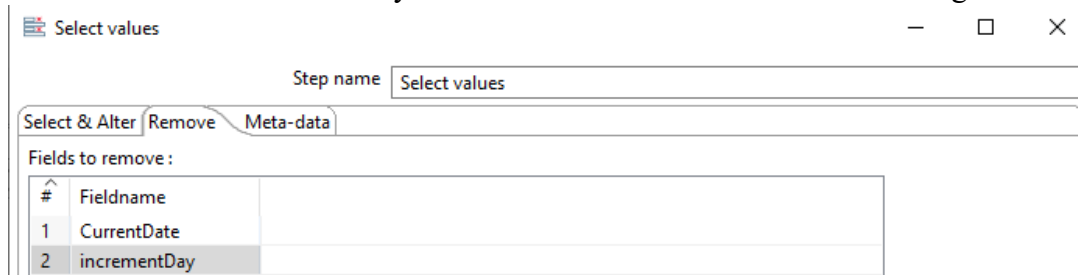 Select values
Step name Select values
Select & Alter Remove Meta-data
Fields to remove :
# Fieldname
1 CurrentDate
2 incrementDay